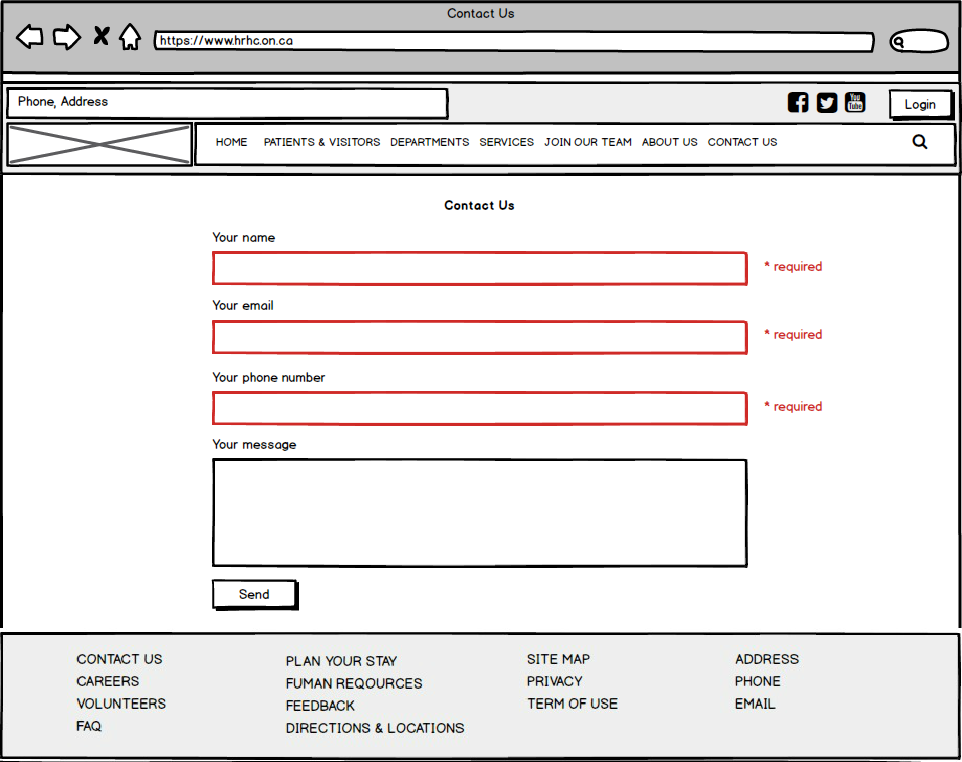 Contact Us
https://www.hrhc.on.ca
Phone, Address
You Tube
Login
HOME PATIENTS & VISITORS DEPARTMENTS SERVICES JOIN OUR TEAM ABOUT US CONTACT US
Contact Us
Your name
* required
Your email
* required
Your phone number
* required
Your message
Send
CONTACT US
CAREERS
VOLUNTEERS
FAQ
PLAN YOUR STAY
FUMAN REQOURCES
FEEDBACK
DIRECTIONS & LOCATIONS
SITE MAP
PRIVACY
TERM OF USE
ADDRESS
PHONE
EMAIL